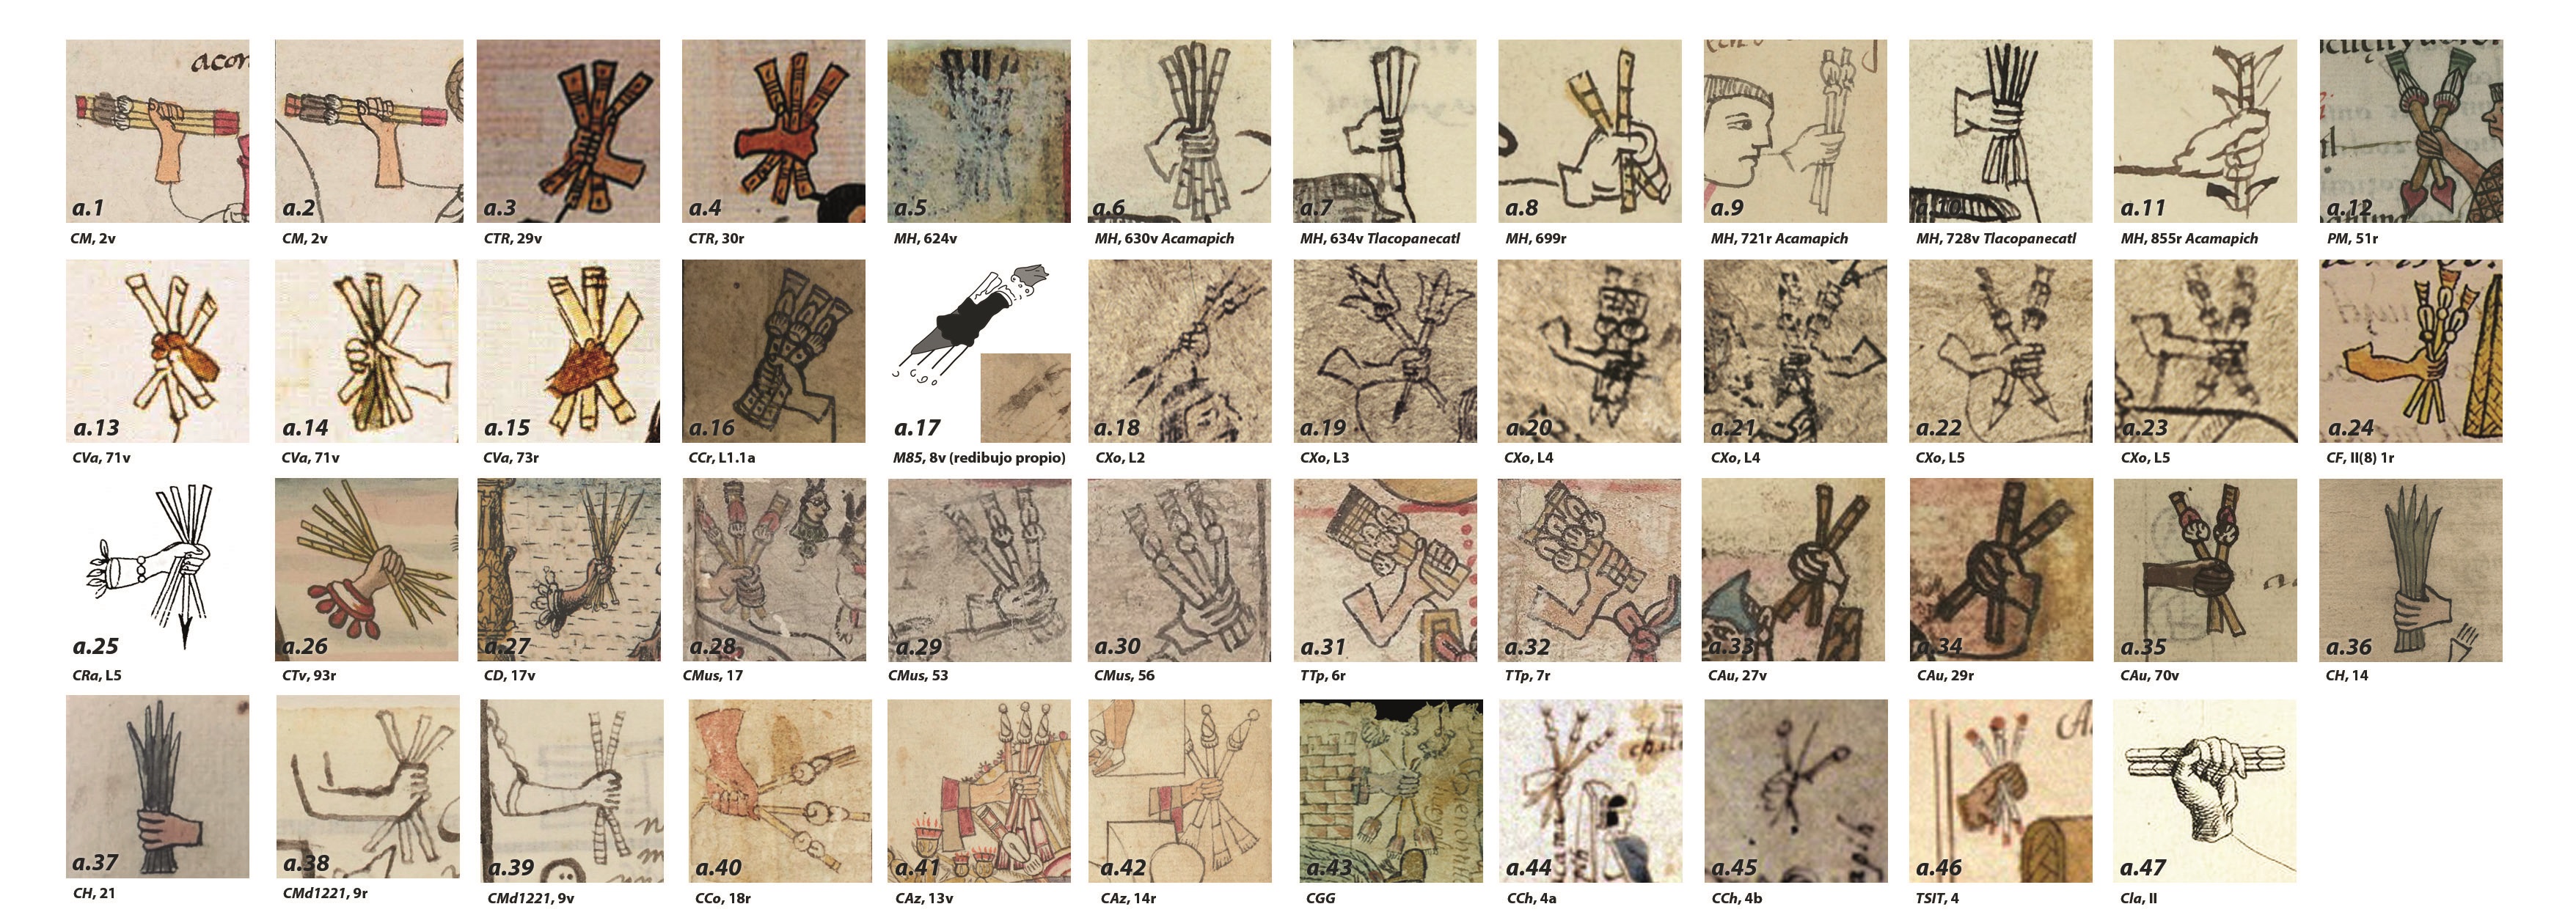 acon
a.1
a.2
a.3
a.4
a.5
a.6
a.7
a.8
a.9
a.10
a.11
a.12
CM, 2v
CM, 2v
CTR, 29v
CTR, 30r
MH, 624v
MH, 630v Acamapich
MH, 634v Tlacopanecatl
MH, 699r
MH, 721r Acamapich
MH, 728v Tlacopanecatl
MH, 855r Acamapich
PM, 51r
a.13
a.14
a.15
a.16
a.17
a.18
a.19
a.20
a.21
a.22
a.23
a.24
CVa, 71v
CVa, 71v
CVa, 73r
CCr, L1.1a
M85, 8v (redibujo propio)
CXo, L2
CXo, L3
CXo, L4
CXo, L4
CXo, L5
CXo, L5
CF, II(8) 1r
a.25
a.26
a.27
a.28
a.29
a.30
a.31
a.32
a.33
a.34
a.35
a.36
CRa, L5
CTv, 93r
CD, 17v
CMus, 17
CMus, 53
CMus, 56
TTp, 6r
TTp, 7r
CAu, 27v
CAu, 29r
CAu, 70v
CH, 14
a.37
a.38
a.39
a.40
a.41
a.42
a.43
a.44
a.45
a.46
a.47
CH, 21
CMd1221, 9r
CMd1221, 9v
CCo, 18r
CAz, 13v
CAz, 14r
CGG
CCh, 4a
CCh, 4b
TSIT, 4
Cla, II